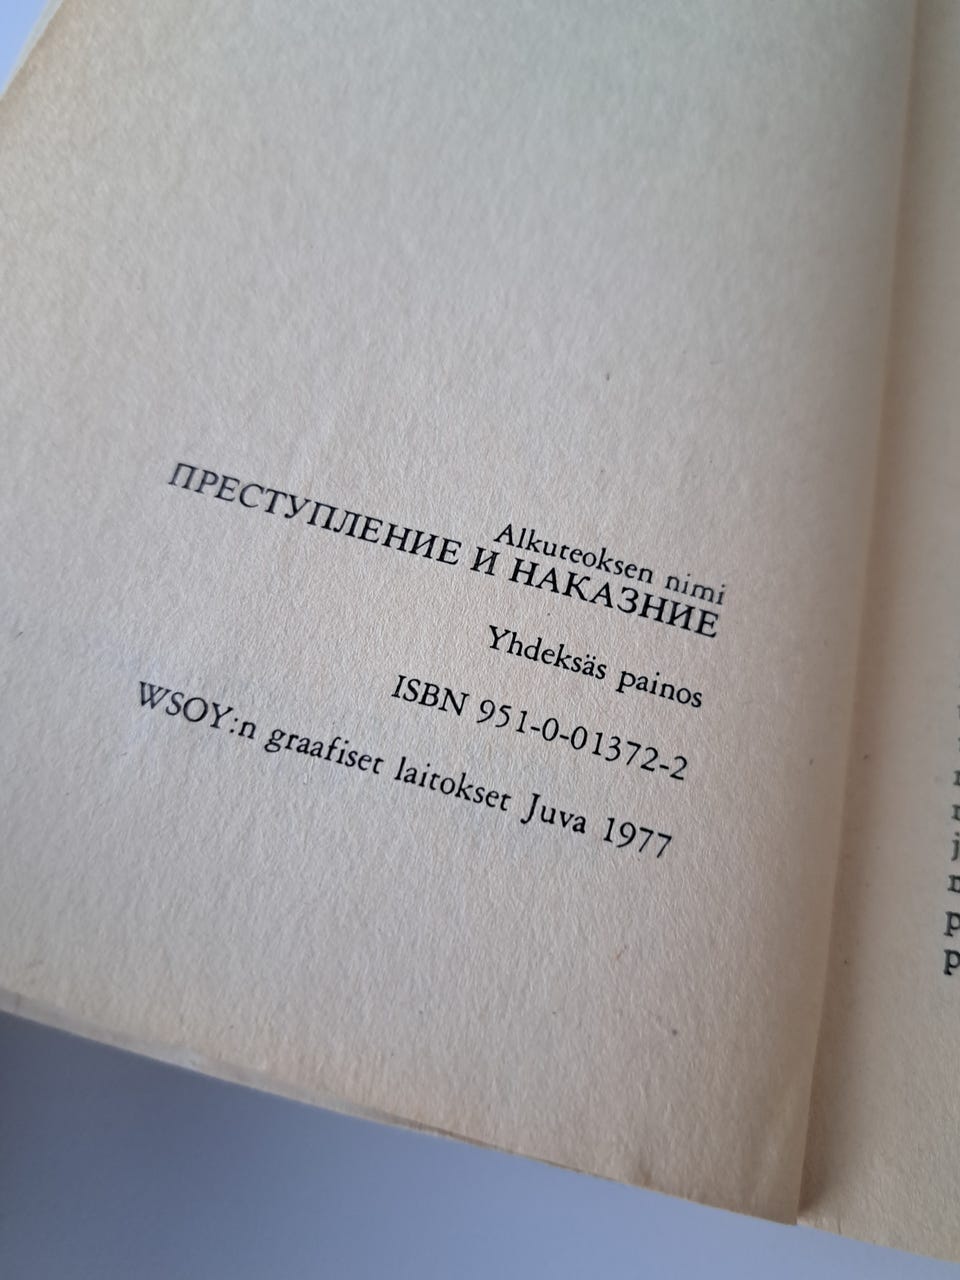 Alkuteoksen nimi
ПРЕСТУПЛЕНИЕ И НАКАЗНИЕ
Yhdeksäs painos
ISBN 951-0-01372-2
WSOY:n graafiset laitokset Juva 1977